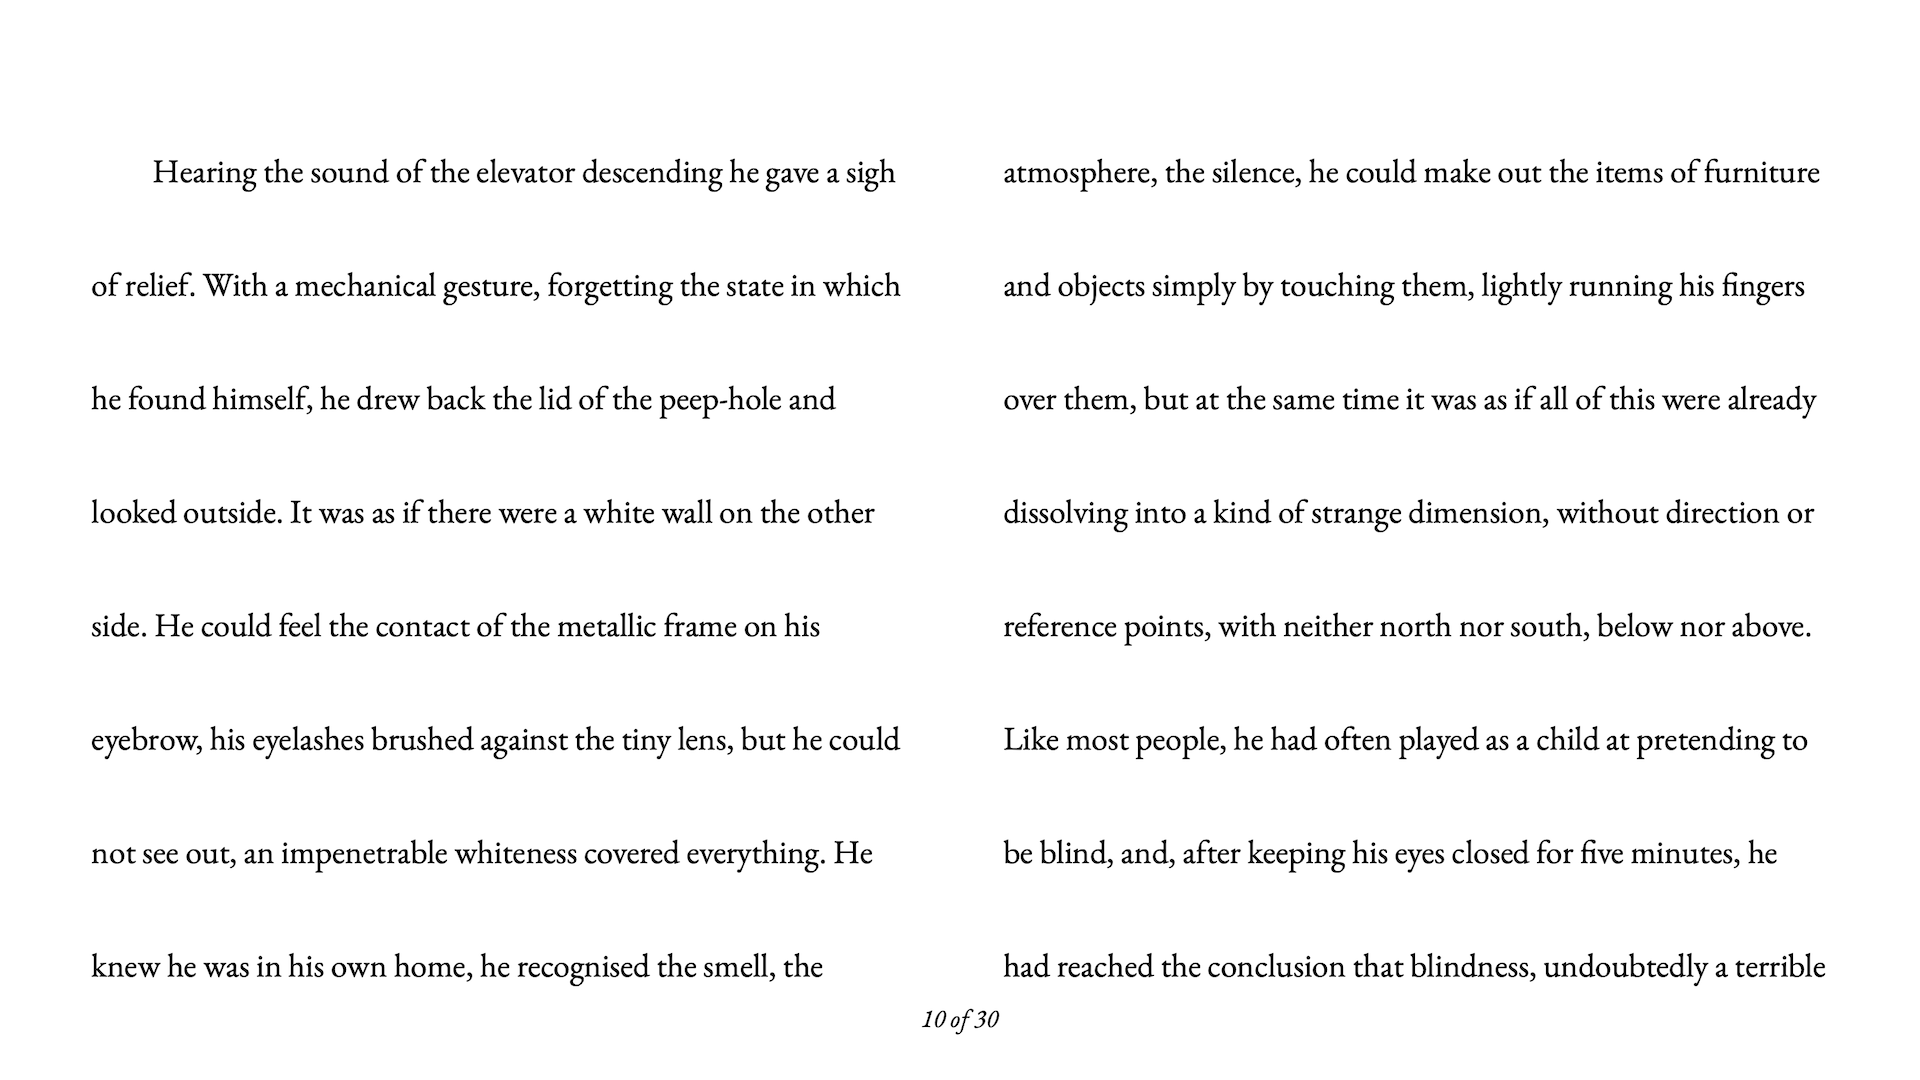 Hearing the sound of the elevator descending he gave a sigh
of relief. With a mechanical gesture, forgetting the state in which
he found himself, he drew back the lid of the peep-hole and
looked outside. It was as if there were a white wall on the other
side. He could feel the contact of the metallic frame on his
eyebrow, his eyelashes brushed against the tiny lens, but he could
not see out, an impenetrable whiteness covered everything. He
knew he was in his own home, he recognised the smell, the
atmosphere, the silence, he could make out the items of furniture
and objects simply by touching them, lightly running his fingers
over them, but at the same time it was as if all of this were already
dissolving into a kind of strange dimension, without direction or
reference points, with neither north nor south, below nor above.
Like most people, he had often played as a child at pretending to
be blind, and, after keeping his eyes closed for five minutes, he
had reached the conclusion that blindness, undoubtedly a terrible
10 of 30